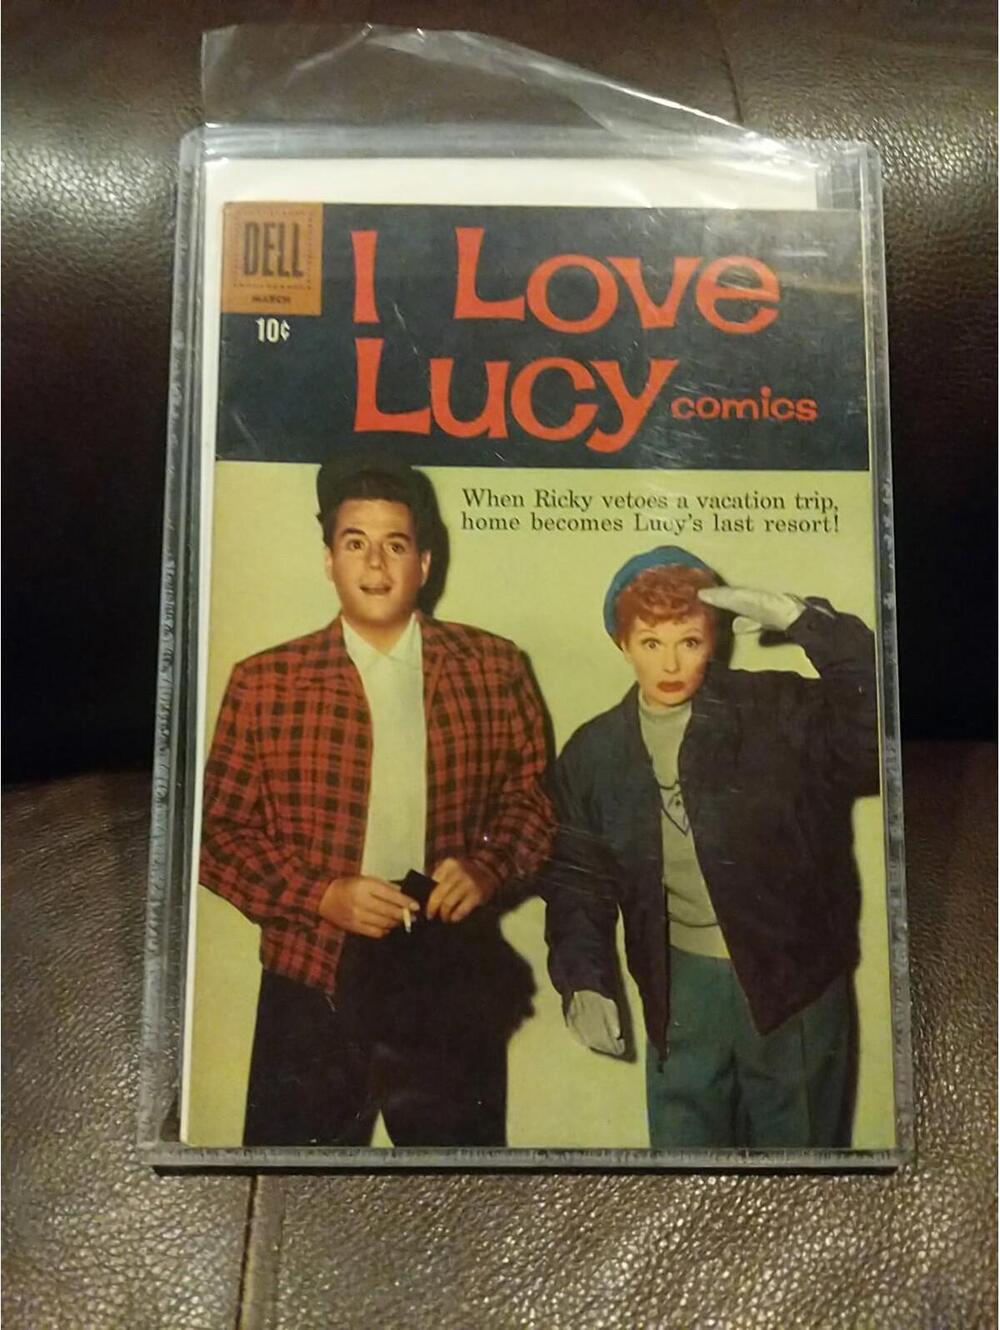 DELL
MARCH
10¢
I LOVE
LUCY comics
When Ricky vetoes a vacation trip,
home becomes Lucy's last resort!